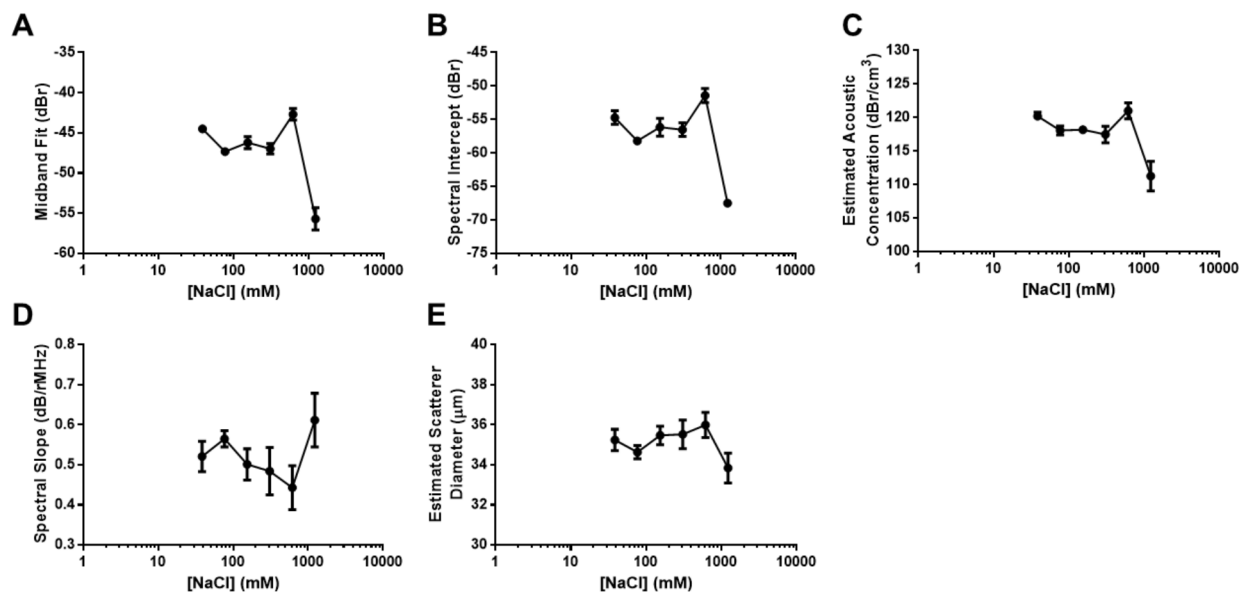 A
Midband Fit (dBr)
-35
-40
-45
-50
-55
-60
1 10 100 1000 10000
[NaCl] (mM)
B
Spectral Intercept (dBr)
-45
-50
-55
-60
-65
-70
-75
1 10 100 1000 10000
[NaCl] (mM)
C
Estimated Acoustic
Concentration (dBr/cm³)
130
125
120
115
110
105
100
1 10 100 1000 10000
[NaCl] (mM)
D
Spectral Slope (dB/rMHz)
0.8
0.7
0.6
0.5
0.4
0.3
1 10 100 1000 10000
[NaCl] (mM)
E
Estimated Scatterer
Diameter (μm)
40
38
36
34
32
30
1 10 100 1000 10000
[NaCl] (mM)